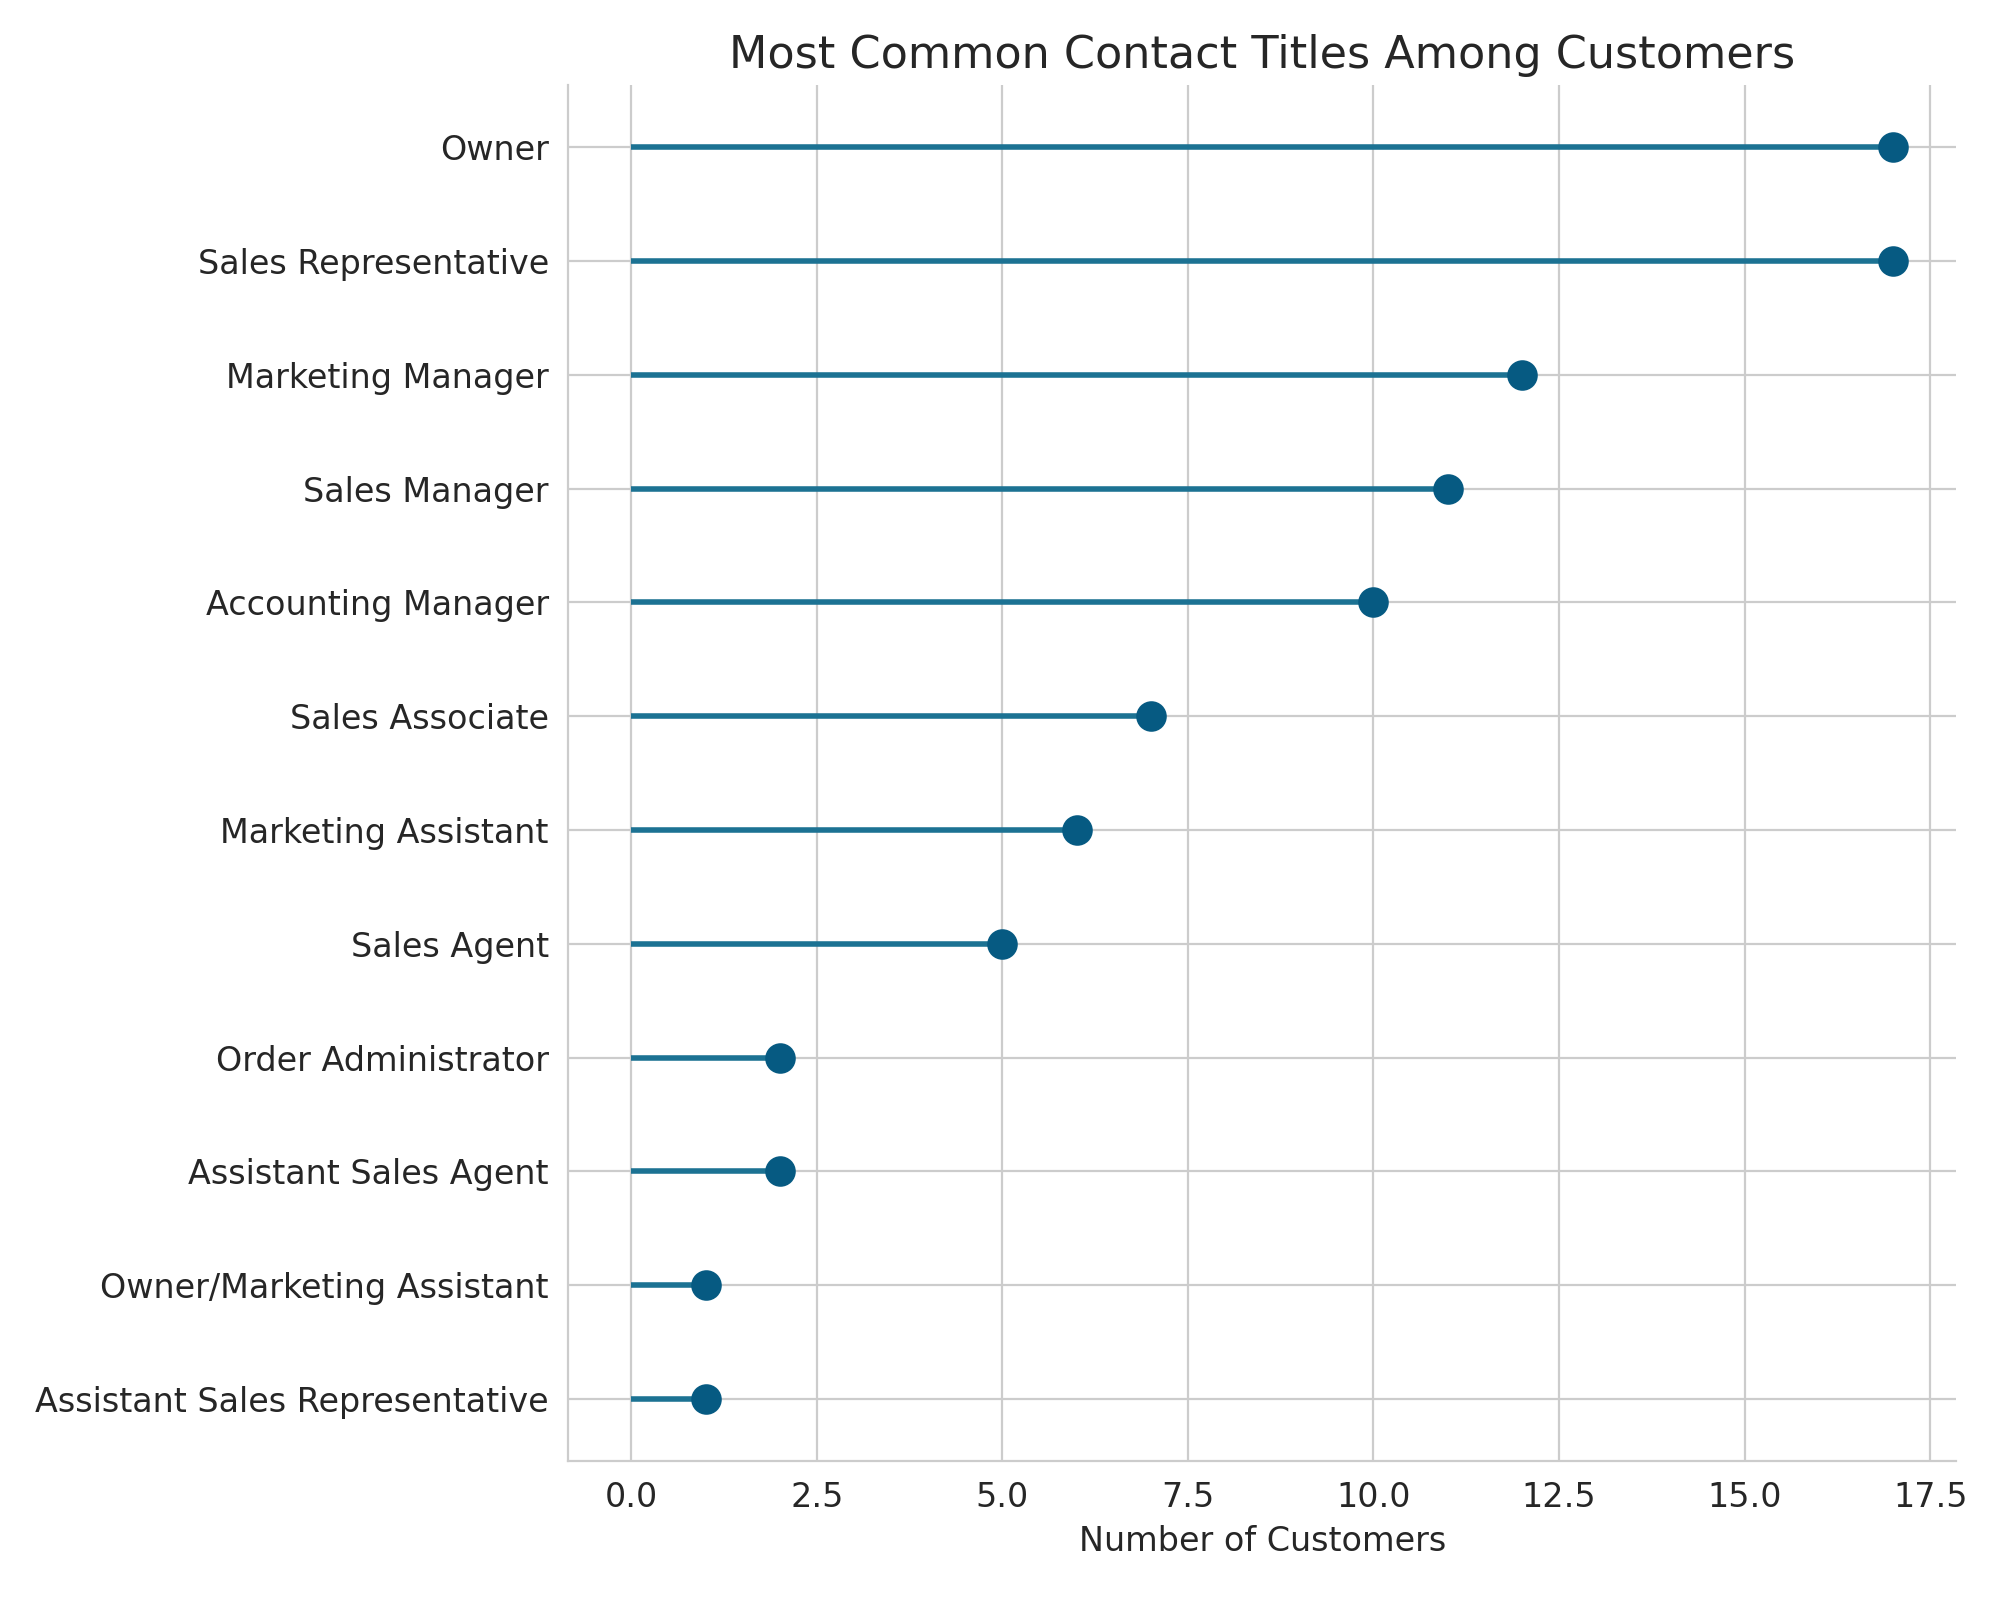 Most Common Contact Titles Among Customers
Owner
Sales Representative
Marketing Manager
Sales Manager
Accounting Manager
Sales Associate
Marketing Assistant
Sales Agent
Order Administrator
Assistant Sales Agent
Owner/Marketing Assistant
Assistant Sales Representative
0.0 2.5 5.0 7.5 10.0 12.5 15.0 17.5
Number of Customers